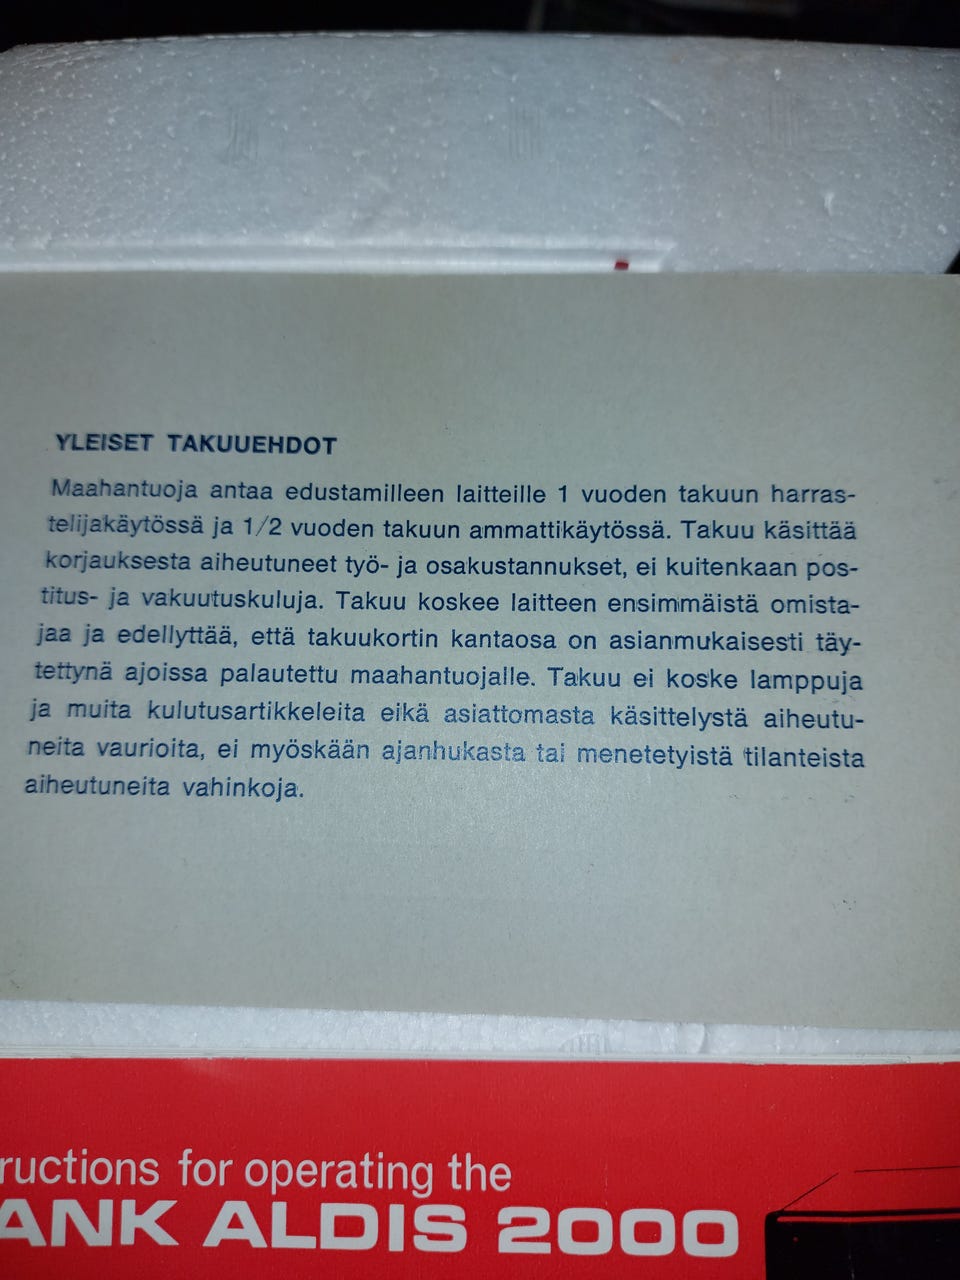 YLEISET TAKUUEHDOT
Maahantuoja antaa edustamilleen laitteille 1 vuoden takuun harras-
telijakäytössä ja 1/2 vuoden takuun ammattikäytössä. Takuu käsittää
korjauksesta aiheutuneet työ- ja osakustannukset, ei kuitenkaan pos-
titus- ja vakuutuskuluja. Takuu koskee laitteen ensimmäistä omista-
jaa ja edellyttää, että takuukortin kantaosa on asianmukaisesti täy-
tettynä ajoissa palautettu maahantuojalle. Takuu ei koske lamppuja
ja muita kulutusartikkeleita eikä asiattomasta käsittelystä aiheutu-
neita vaurioita, ei myöskään ajanhukasta tai menetetyistä tilanteista
aiheutuneita vahinkoja.
ructions for operating the
ANK ALDIS 2000